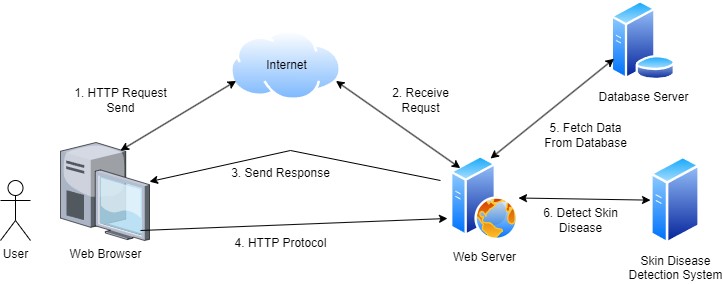 Internet
1. HTTP Request
Send
2. Receive
Requst
Database Server
5. Fetch Data
From Database
3. Send Response
6. Detect Skin
Disease
4. HTTP Protocol
User
Web Browser
Web Server
Skin Disease
Detection System